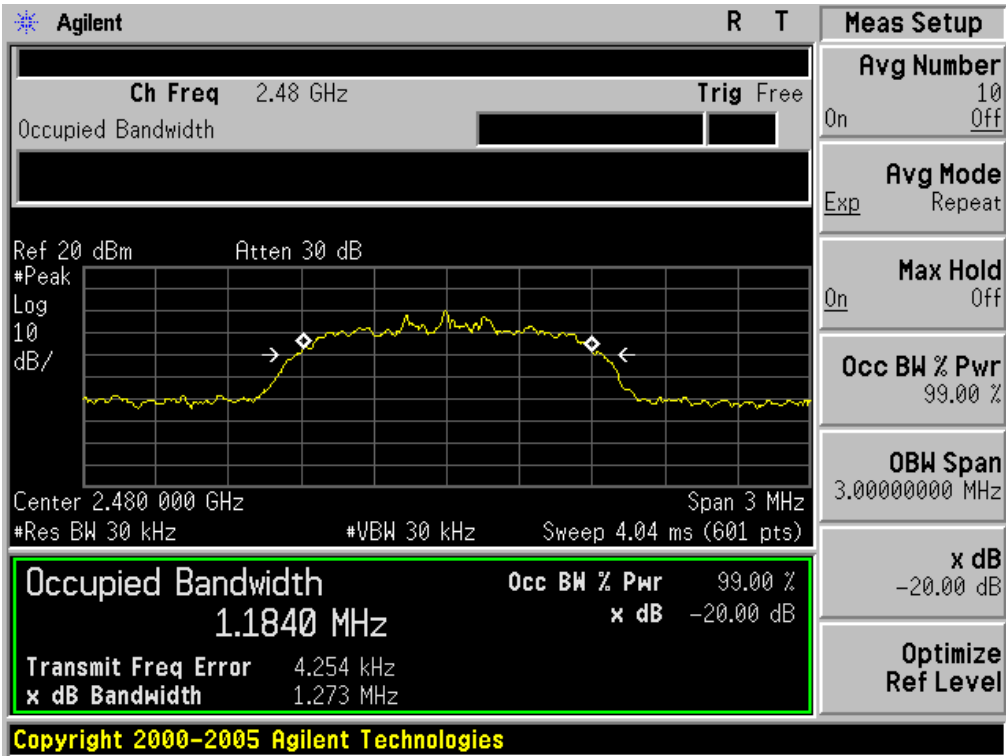 Agilent R T
Meas Setup
Ch Freq 2.48 GHz Trig Free
Occupied Bandwidth
Ref 20 dBm Atten 30 dB
#Peak
Log
10
dB/
Center 2.480 000 GHz Span 3 MHz
#Res BW 30 kHz #VBW 30 kHz Sweep 4.04 ms (601 pts)
Occupied Bandwidth Occ BW % Pwr 99.00 %
1.1840 MHz x dB -20.00 dB
Transmit Freq Error 4.254 kHz
x dB Bandwidth 1.273 MHz
Copyright 2000-2005 Agilent Technologies
Avg Number
10
On Off
Avg Mode
Exp Repeat
Max Hold
On Off
Occ BW % Pwr
99.00 %
OBW Span
3.00000000 MHz
x dB
-20.00 dB
Optimize
Ref Level